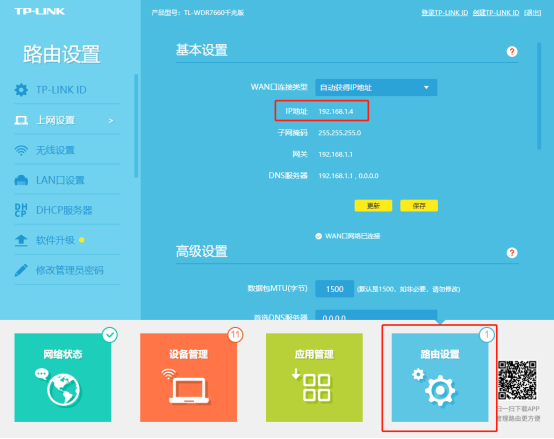 TP-LINK
产品型号: TL-WDR7660千兆版
登录TP-LINK ID 创建TP-LINK ID [退出]
路由设置
TP-LINK ID
上网设置 >
无线设置
LAN口设置
DHCP
DHCP服务器
软件升级
修改管理员密码
基本设置
?
WAN口连接类型 自动获得IP地址
IP地址 192.168.1.4
子网掩码 255.255.255.0
网关 192.168.1.1
DNS服务器 192.168.1.1 , 0.0.0.0
更新 保存
WAN口网络已连接
高级设置
?
数据包MTU(字节) 1500 (默认是1500, 如非必要, 请勿修改)
首选DNS服务器 0.0.0.0
网络状态
11
设备管理
应用管理
1
路由设置
扫一扫下载APP
管理路由更方便